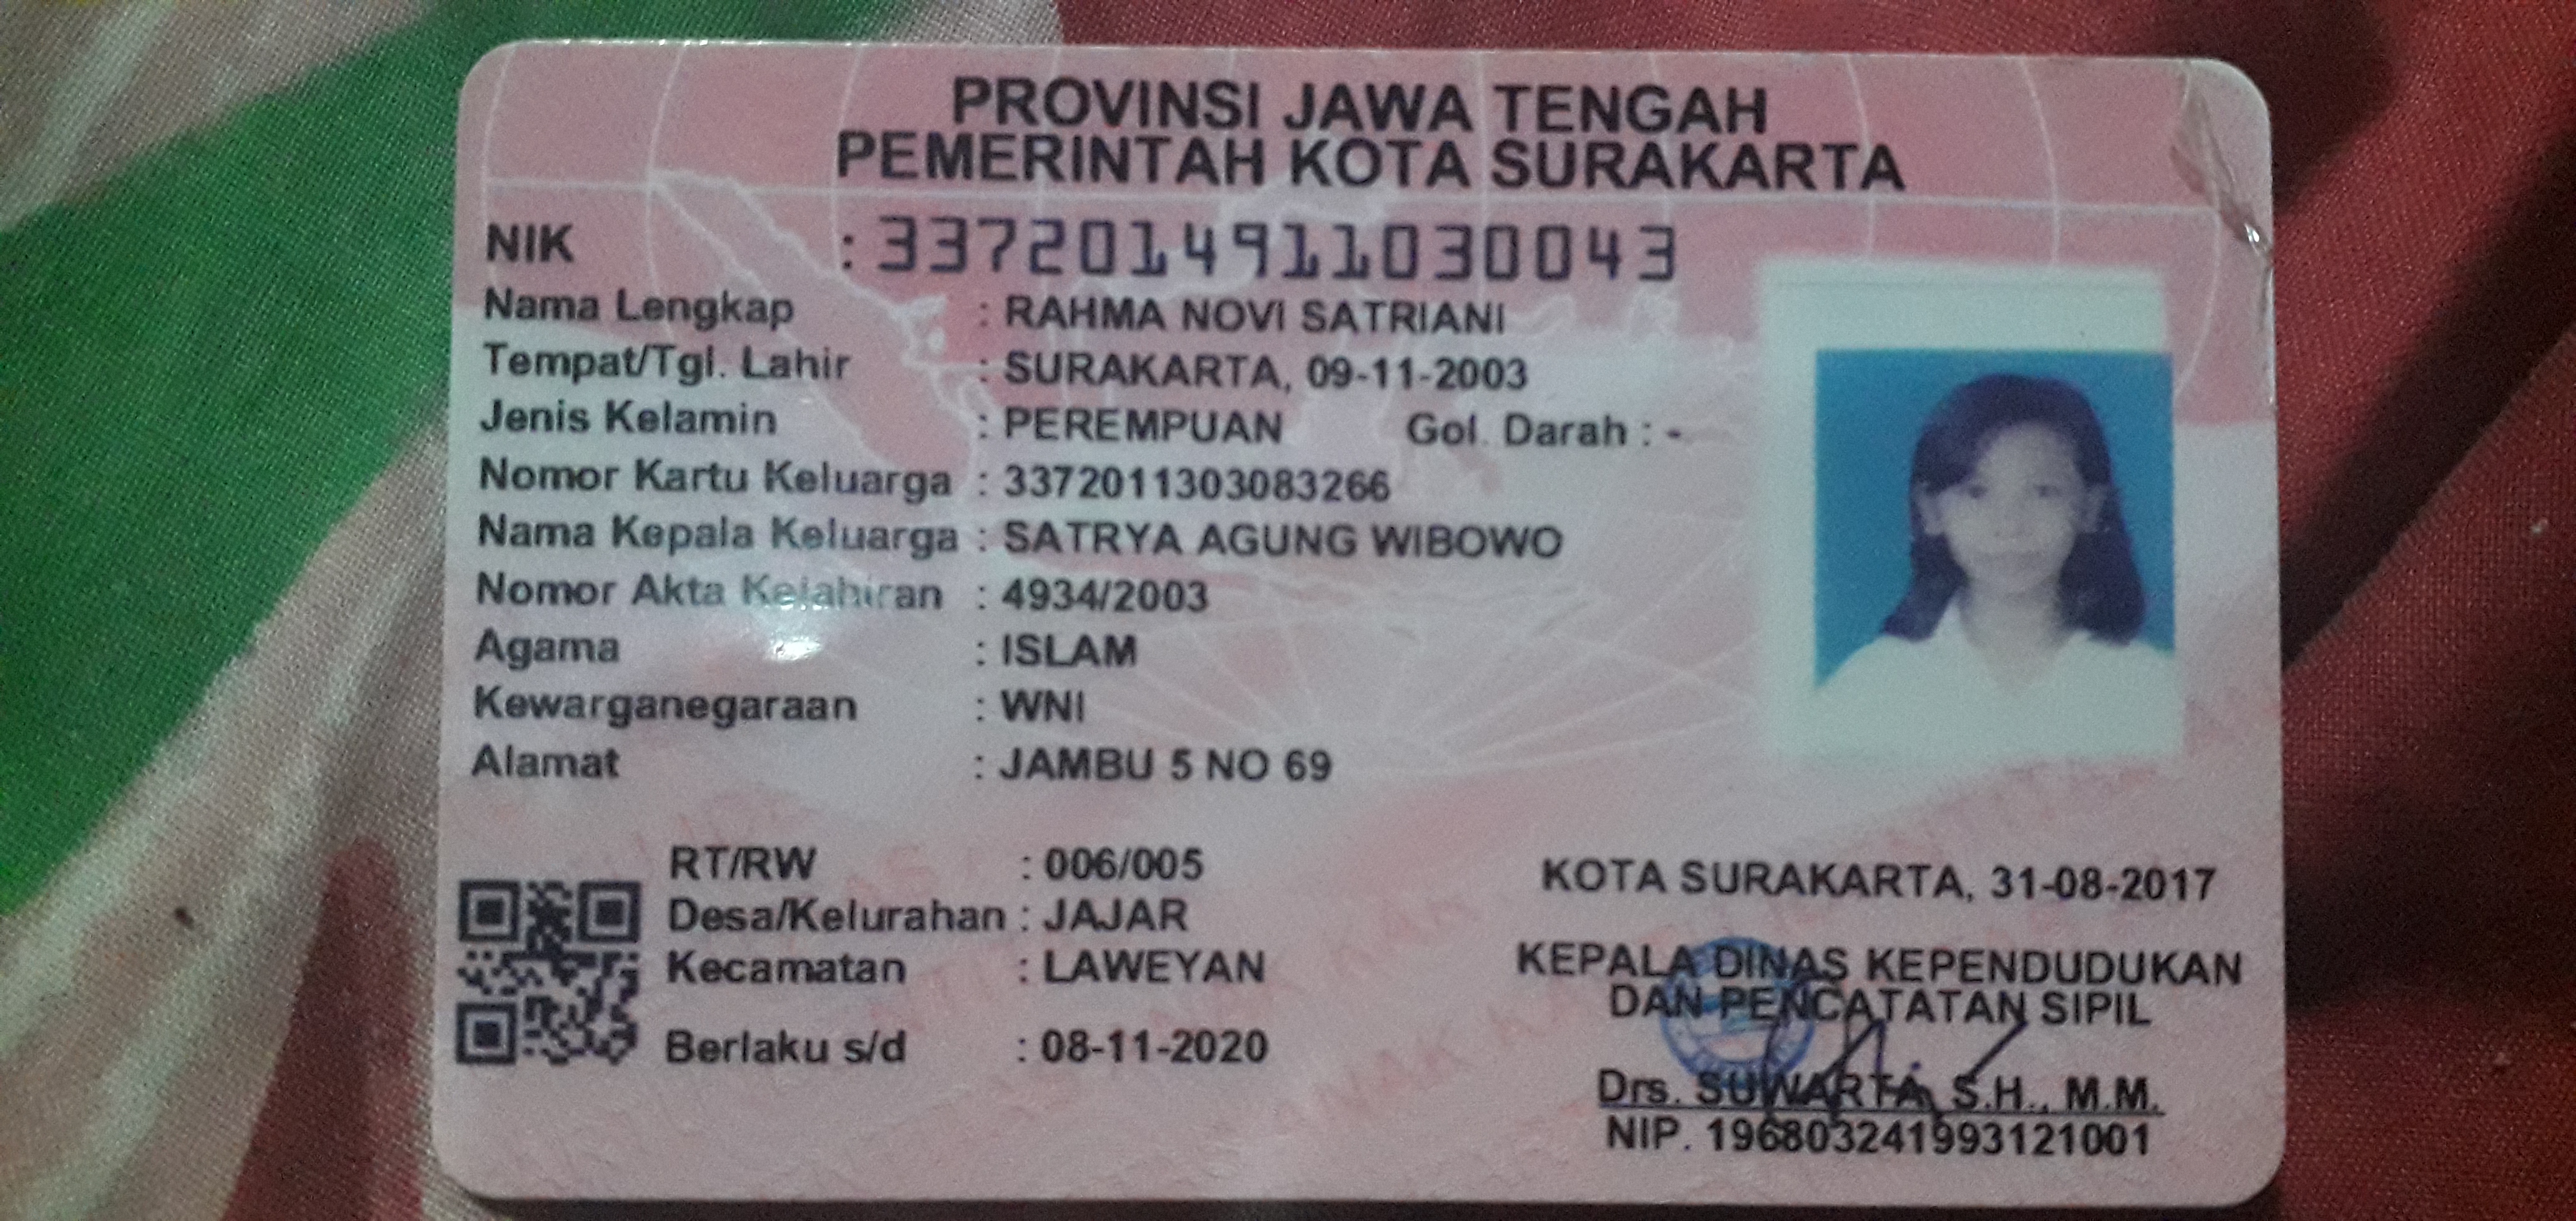 PROVINSI JAWA TENGAH
PEMERINTAH KOTA SURAKARTA
NIK : 3372014911030043
Nama Lengkap : RAHMA NOVI SATRIANI
Tempat/Tgl. Lahir : SURAKARTA, 09-11-2003
Jenis Kelamin : PEREMPUAN Gol. Darah : -
Nomor Kartu Keluarga : 3372011303083266
Nama Kepala Keluarga : SATRYA AGUNG WIBOWO
Nomor Akta Kelahiran : 4934/2003
Agama : ISLAM
Kewarganegaraan : WNI
Alamat : JAMBU 5 NO 69
RT/RW : 006/005
Desa/Kelurahan : JAJAR
Kecamatan : LAWEYAN
Berlaku s/d : 08-11-2020
KOTA SURAKARTA, 31-08-2017
KEPALA DINAS KEPENDUDUKAN
DAN PENCATATAN SIPIL
Drs. SUWARTA, S.H., M.M.
NIP. 196803241993121001